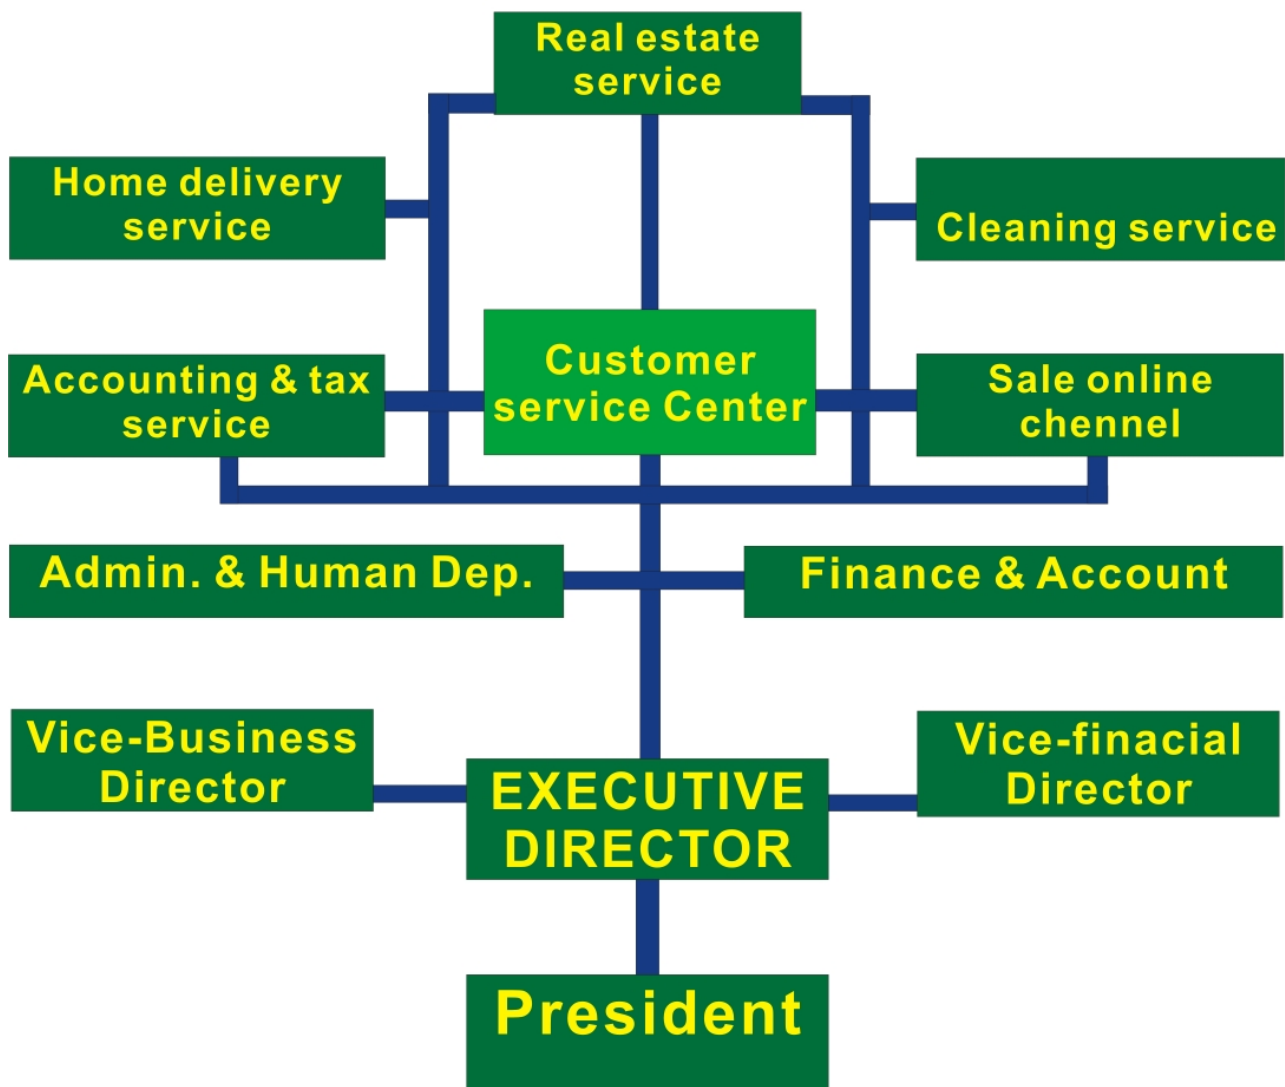 Real estate
service
Home delivery
service
Cleaning service
Accounting & tax
service
Customer
service Center
Sale online
chennel
Admin. & Human Dep.
Finance & Account
Vice-Business
Director
EXECUTIVE
DIRECTOR
Vice-finacial
Director
President